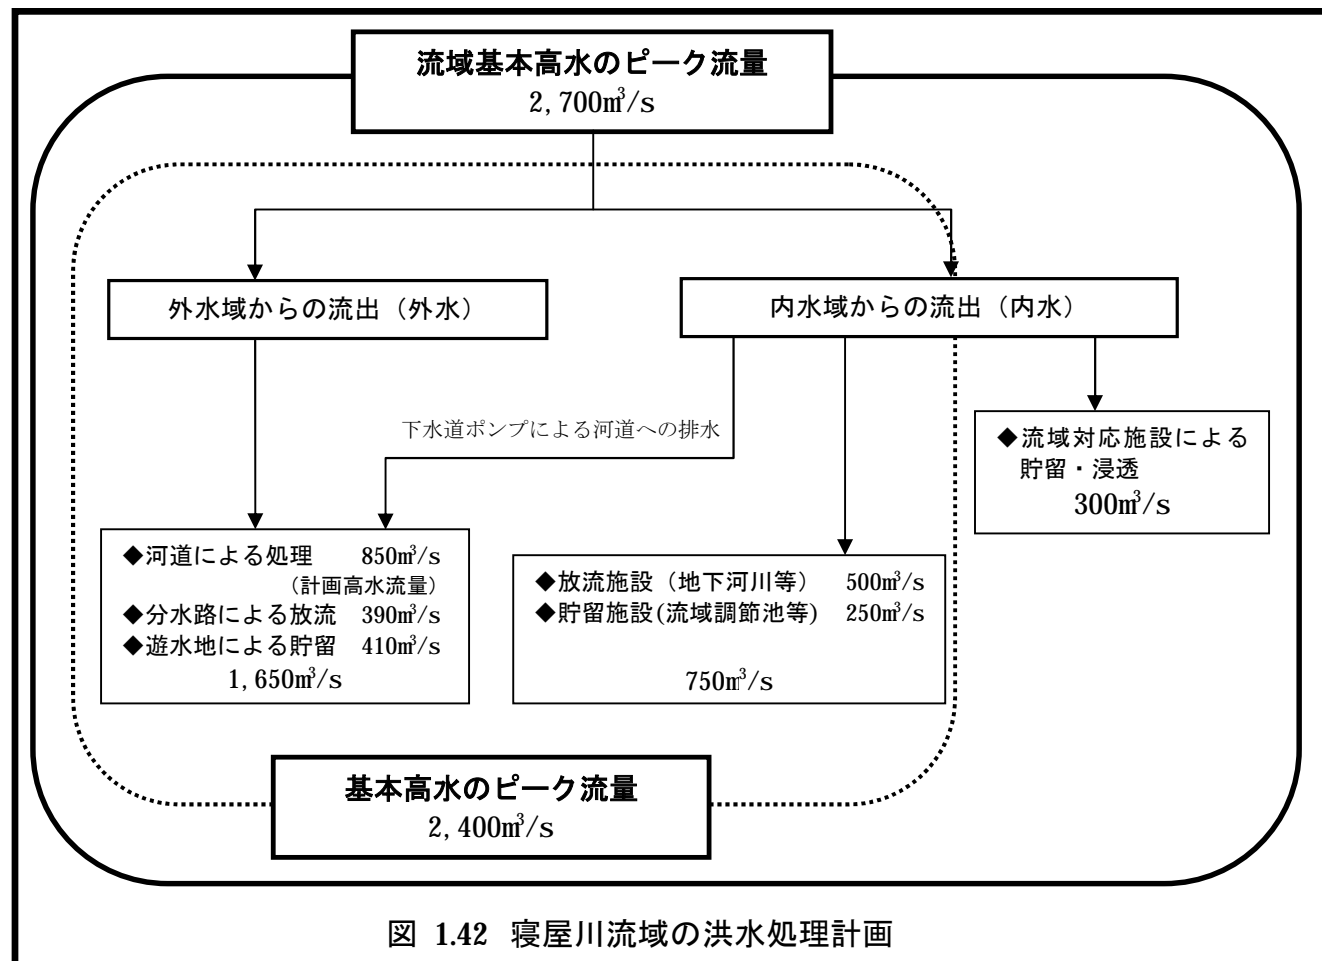 流域基本高水のピーク流量
2,700m³/s
外水域からの流出（外水）
内水域からの流出（内水）
下水道ポンプによる河道への排水
◆流域対応施設による
貯留・浸透
300m³/s
◆河道による処理 850m³/s
（計画高水流量）
◆分水路による放流 390m³/s
◆遊水地による貯留 410m³/s
1,650m³/s
◆放流施設（地下河川等） 500m³/s
◆貯留施設(流域調節池等) 250m³/s
750m³/s
基本高水のピーク流量
2,400m³/s
図 1.42 寝屋川流域の洪水処理計画